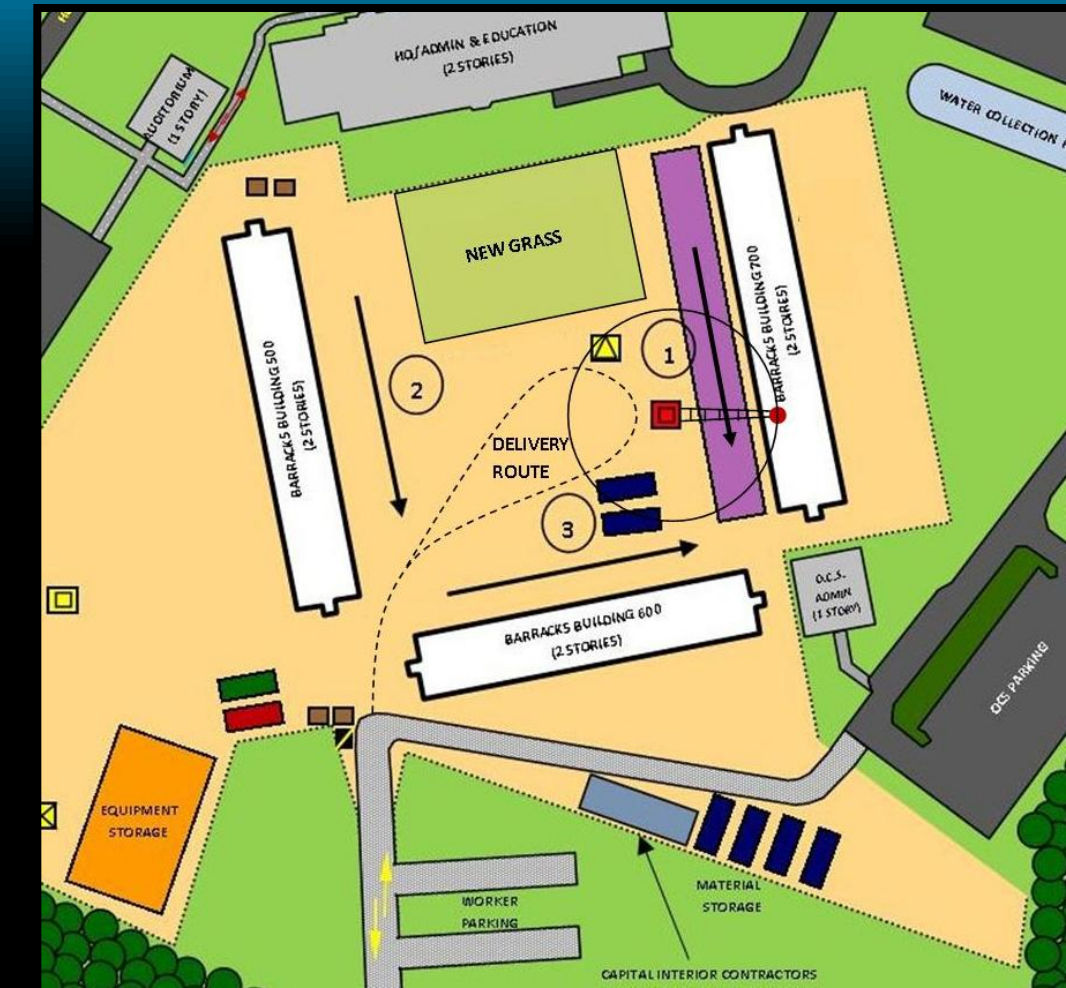 HQ/ADMIN & EDUCATION
(2 STORIES)
AUDITORIUM
(1 STORY)
WATER COLLECTION
NEW GRASS
BARRACKS BUILDING 500
(2 STORIES)
BARRACKS BUILDING 700
(2 STOIRES)
1
2
DELIVERY
ROUTE
3
BARRACKS BUILDING 600
(2 STORIES)
O.C.S.
ADMIN
(1 STORY)
OCS PARKING
EQUIPMENT
STORAGE
WORKER
PARKING
MATERIAL
STORAGE
CAPITAL INTERIOR CONTRACTORS